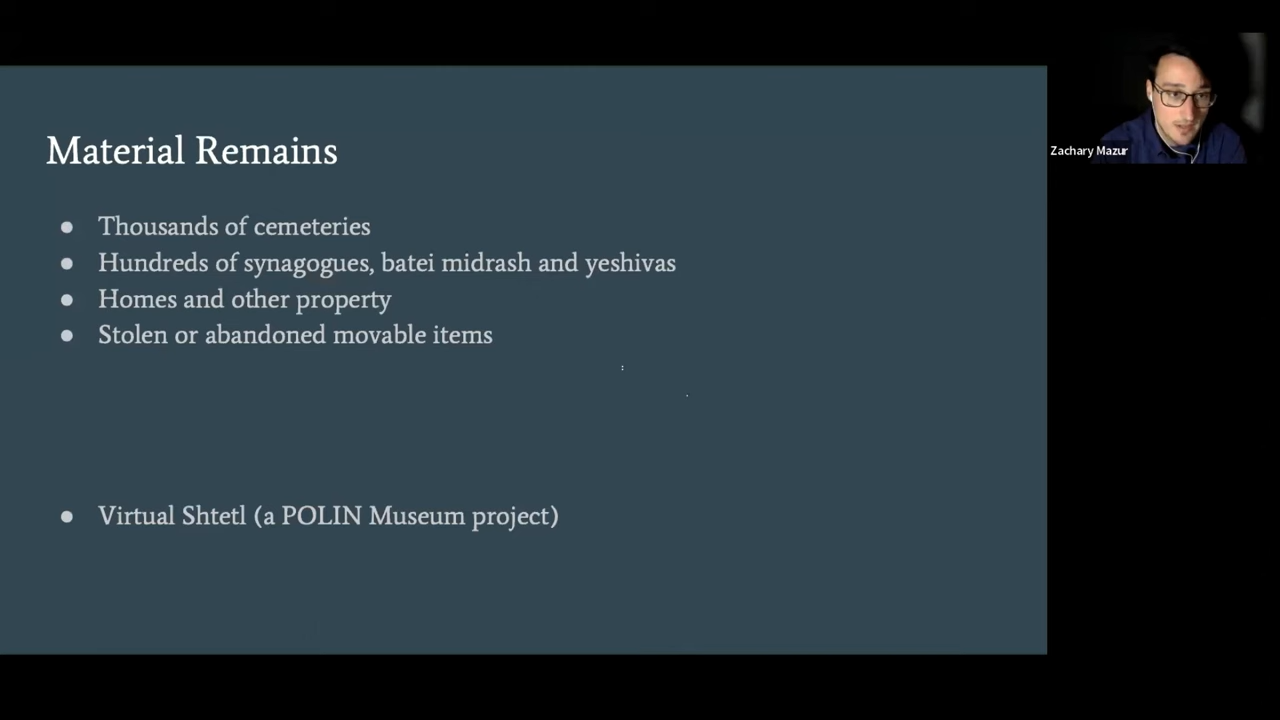 Material Remains
● Thousands of cemeteries
● Hundreds of synagogues, batei midrash and yeshivas
● Homes and other property
● Stolen or abandoned movable items
● Virtual Shtetl (a POLIN Museum project)
Zachary Mazur